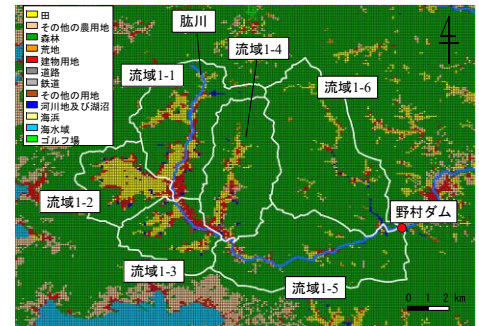 田
その他の農用地
森林
荒地
建物用地
道路
鉄道
その他の用地
河川地及び湖沼
海浜
海水域
ゴルフ場
肱川
流域1-4
流域1-1
流域1-6
流域1-2
野村ダム
流域1-3
流域1-5
0 1 2 km